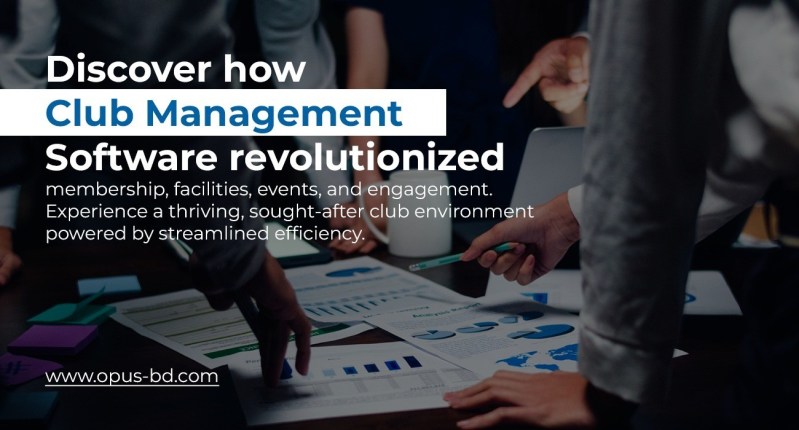 Discover how
Club Management
Software revolutionized
membership, facilities, events, and engagement.
Experience a thriving, sought-after club environment
powered by streamlined efficiency.
www.opus-bd.com